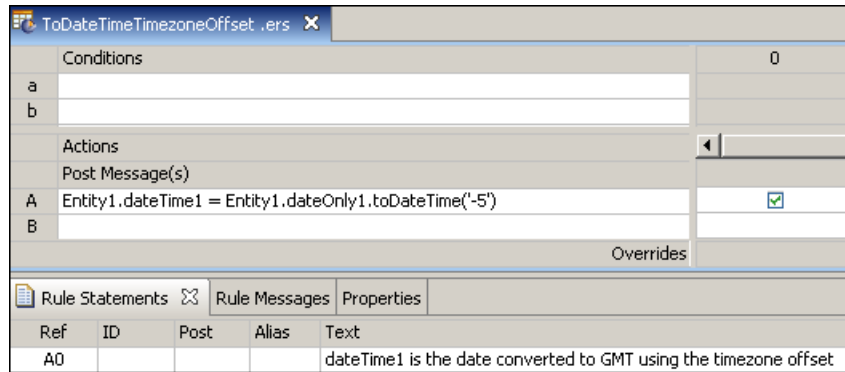 ToDateTimeTimezoneOffset .ers
Conditions 0
a
b
Actions
Post Message(s)
A Entity1.dateTime1 = Entity1.dateOnly1.toDateTime('-5')
B
Overrides
Rule Statements Rule Messages Properties
Ref ID Post Alias Text
A0 dateTime1 is the date converted to GMT using the timezone offset